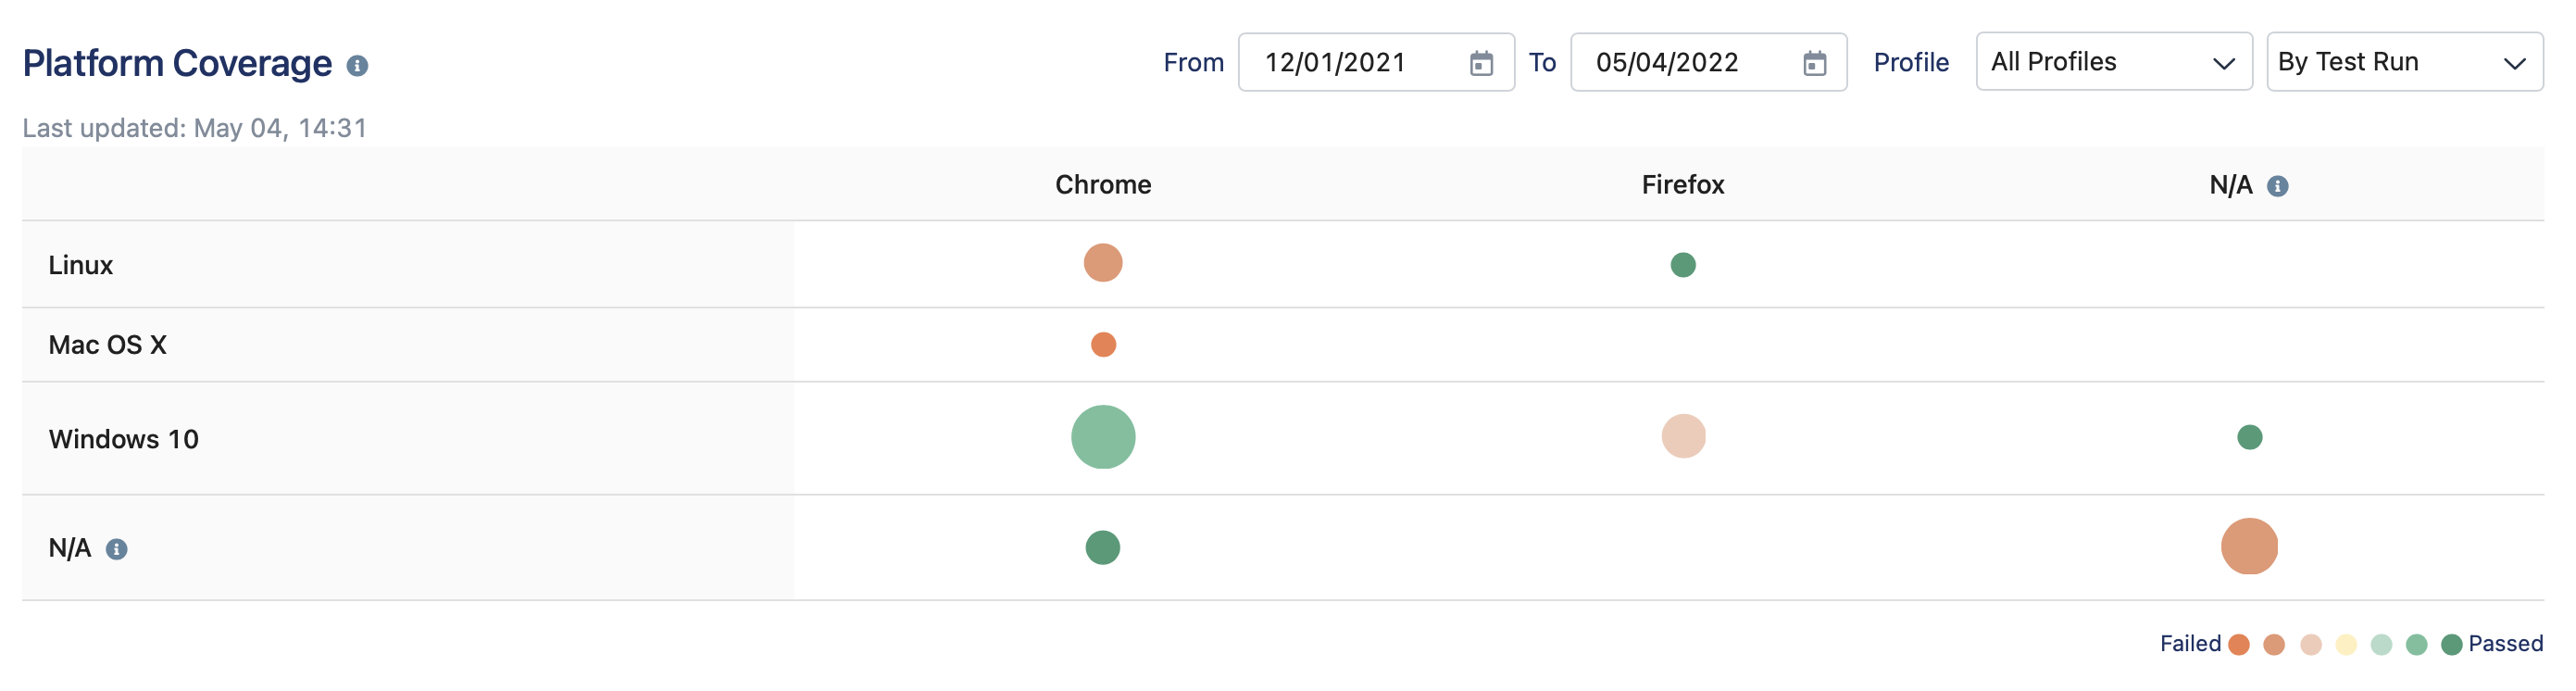 Platform Coverage
From 12/01/2021 To 05/04/2022 Profile All Profiles By Test Run
Last updated: May 04, 14:31
Chrome Firefox N/A
Linux
Mac OS X
Windows 10
N/A
Failed Passed